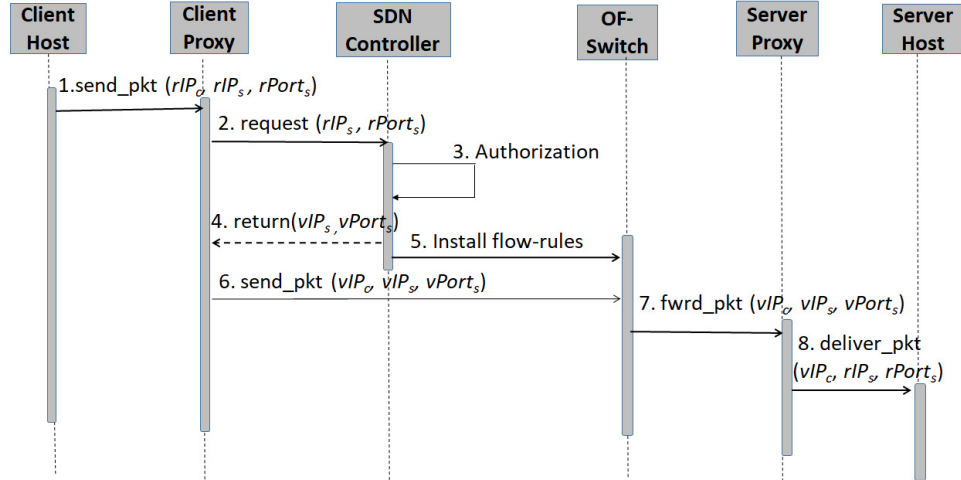 Client Host
Client Proxy
SDN Controller
OF-Switch
Server Proxy
Server Host
1.send_pkt (rIPc, rIPs, rPorts)
2. request (rIPs, rPorts)
3. Authorization
4. return(vIPs,vPorts)
5. Install flow-rules
6. send_pkt (vIPc, vIPs, vPorts)
7. fwrd_pkt (vIPc, vIPs, vPorts)
8. deliver_pkt
(vIPc, rIPs, rPorts)